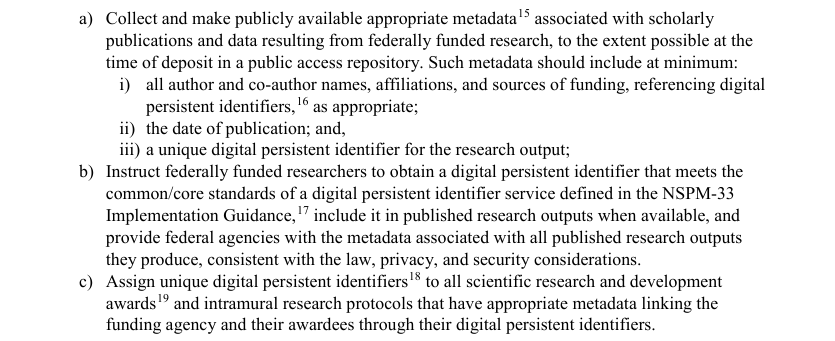 a) Collect and make publicly available appropriate metadata15 associated with scholarly
publications and data resulting from federally funded research, to the extent possible at the
time of deposit in a public access repository. Such metadata should include at minimum:
i) all author and co-author names, affiliations, and sources of funding, referencing digital
persistent identifiers,16 as appropriate;
ii) the date of publication; and,
iii) a unique digital persistent identifier for the research output;
b) Instruct federally funded researchers to obtain a digital persistent identifier that meets the
common/core standards of a digital persistent identifier service defined in the NSPM-33
Implementation Guidance,17 include it in published research outputs when available, and
provide federal agencies with the metadata associated with all published research outputs
they produce, consistent with the law, privacy, and security considerations.
c) Assign unique digital persistent identifiers18 to all scientific research and development
awards19 and intramural research protocols that have appropriate metadata linking the
funding agency and their awardees through their digital persistent identifiers.